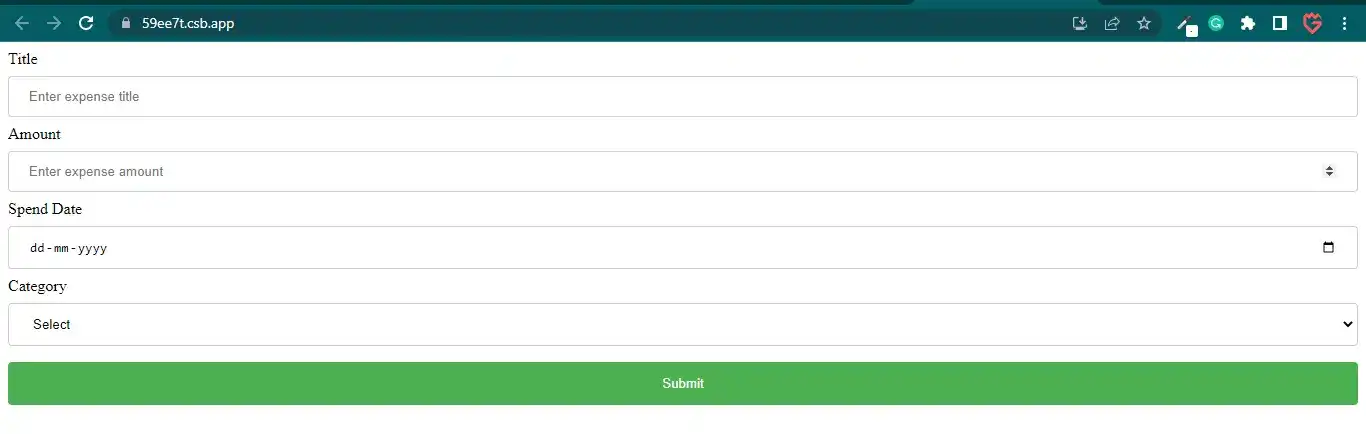 59ee7t.csb.app
Title
Enter expense title
Amount
Enter expense amount
Spend Date
dd-mm-yyyy
Category
Select
Submit